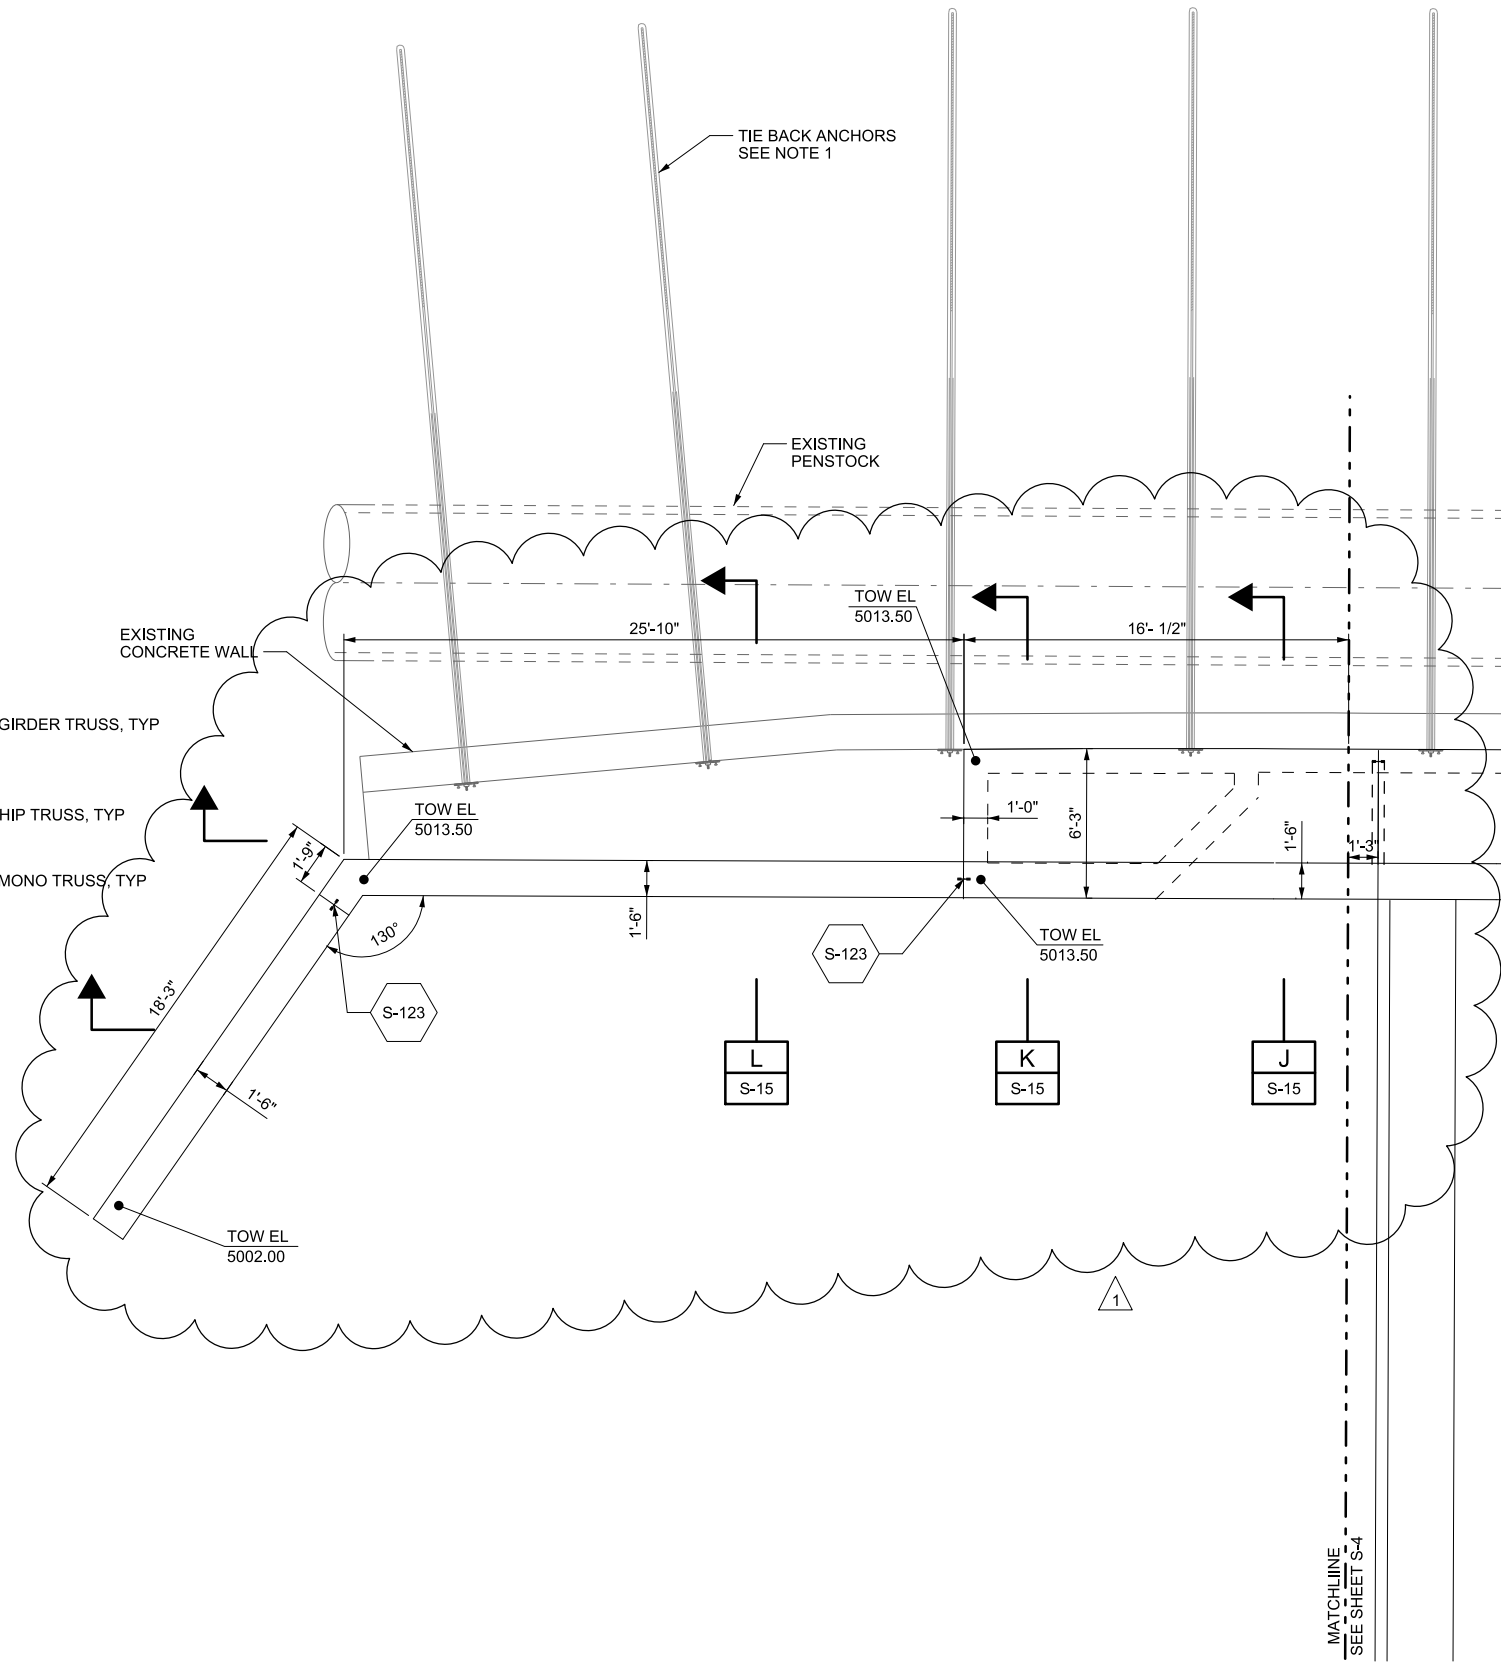 TIE BACK ANCHORS
SEE NOTE 1
EXISTING
PENSTOCK
TOW EL
5013.50
25'-10"
16'- 1/2"
EXISTING
CONCRETE WALL
GIRDER TRUSS, TYP
HIP TRUSS, TYP
MONO TRUSS, TYP
TOW EL
5013.50
1'-9"
1'-0"
6'-3"
1'-6"
1'-3"
1'-6"
130°
S-123
TOW EL
5013.50
18'-3"
S-123
1'-6"
L
S-15
K
S-15
J
S-15
TOW EL
5002.00
1
MATCHLIINE
SEE SHEET S-4